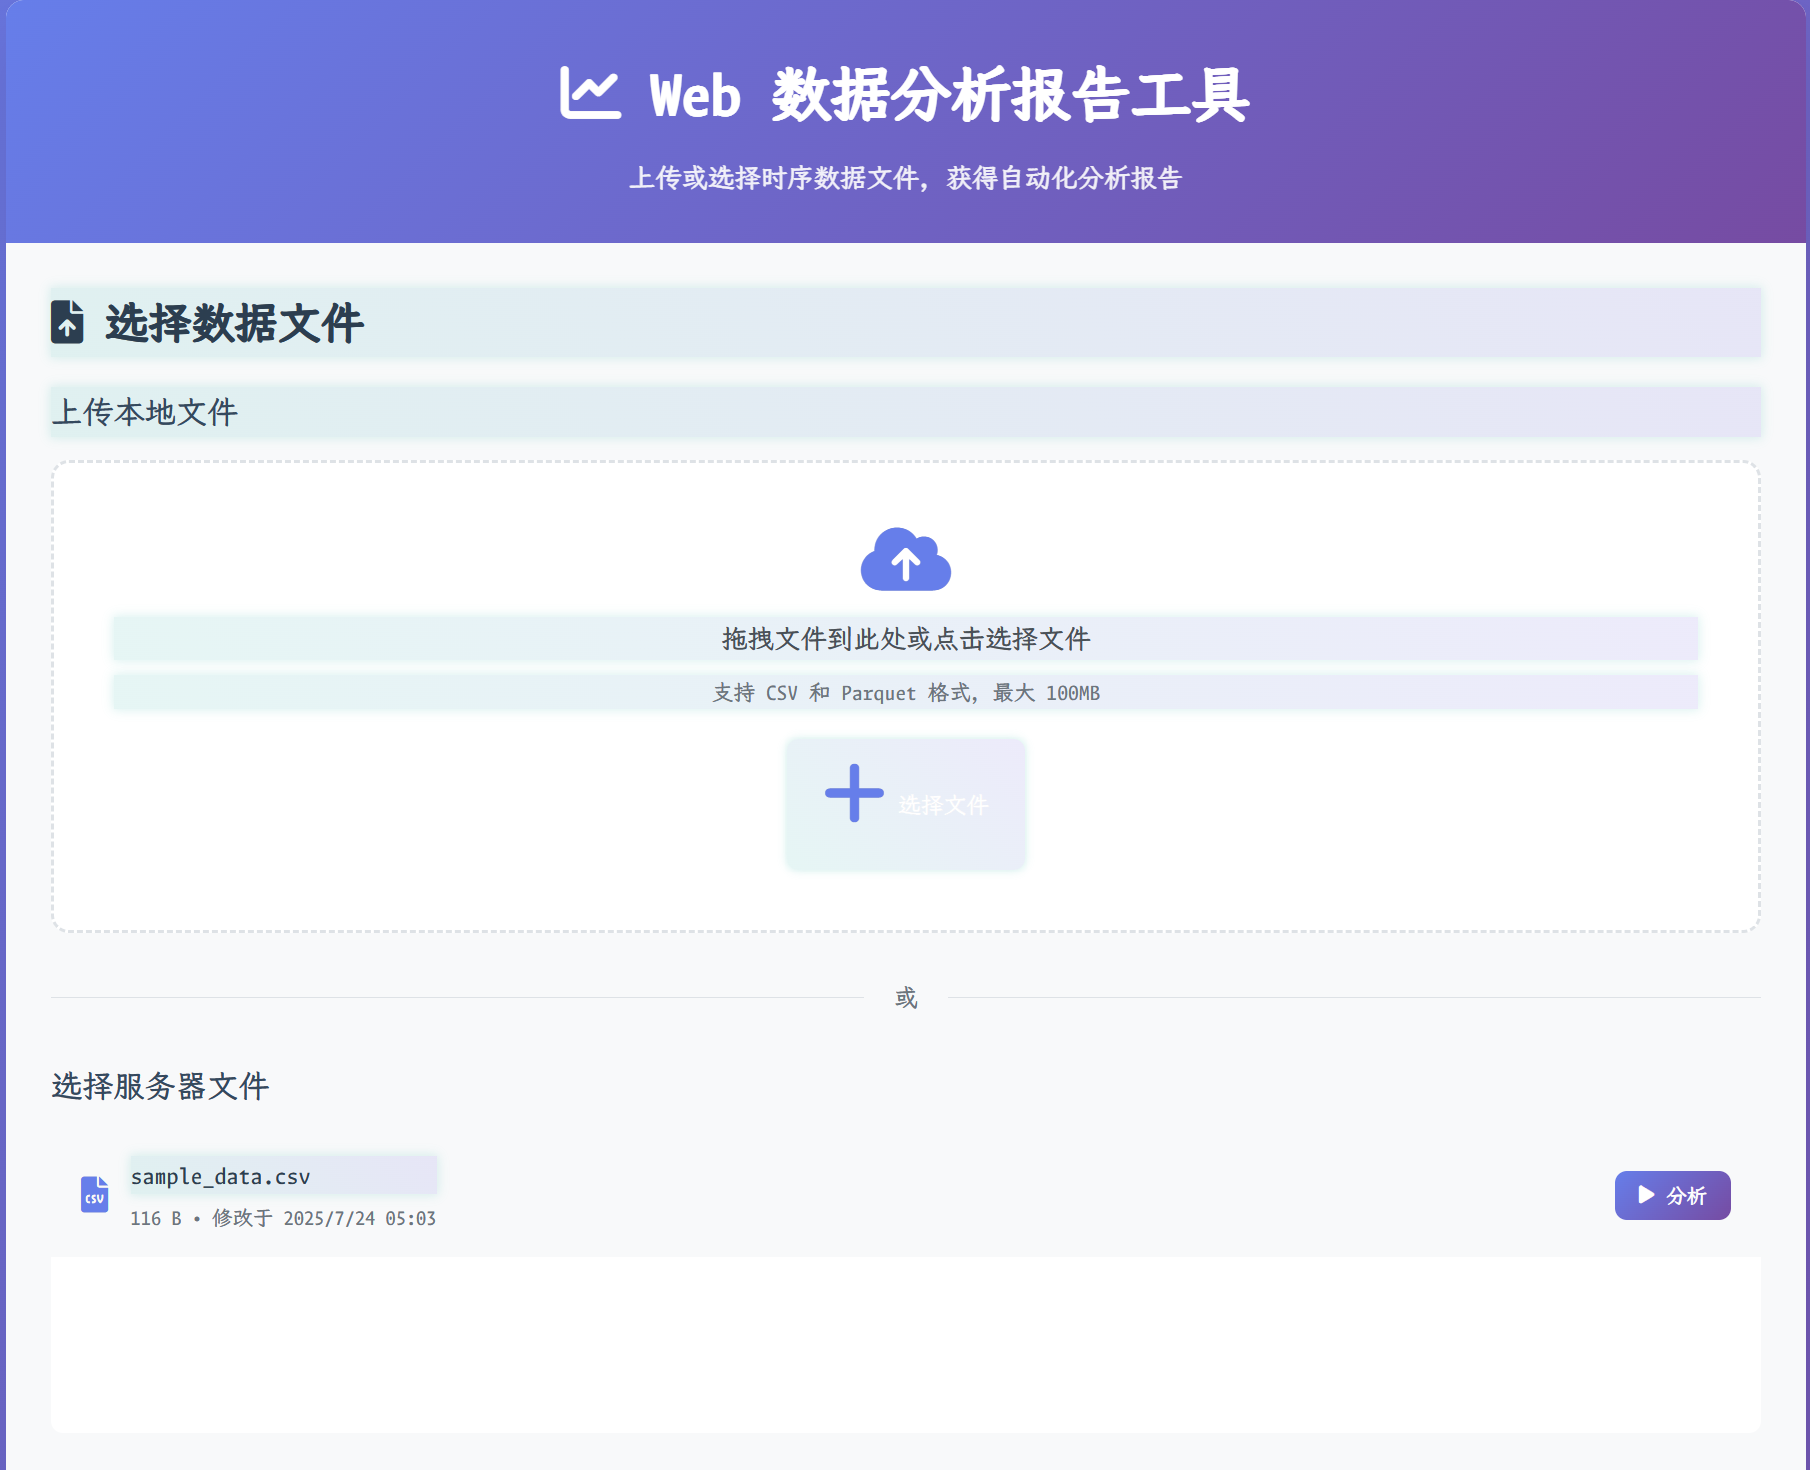 Web 数据分析报告工具
上传或选择时序数据文件，获得自动化分析报告
选择数据文件
上传本地文件
拖拽文件到此处或点击选择文件
支持 CSV 和 Parquet 格式，最大 100MB
选择文件
或
选择服务器文件
CSV
sample_data.csv
116 B • 修改于 2025/7/24 05:03
分析